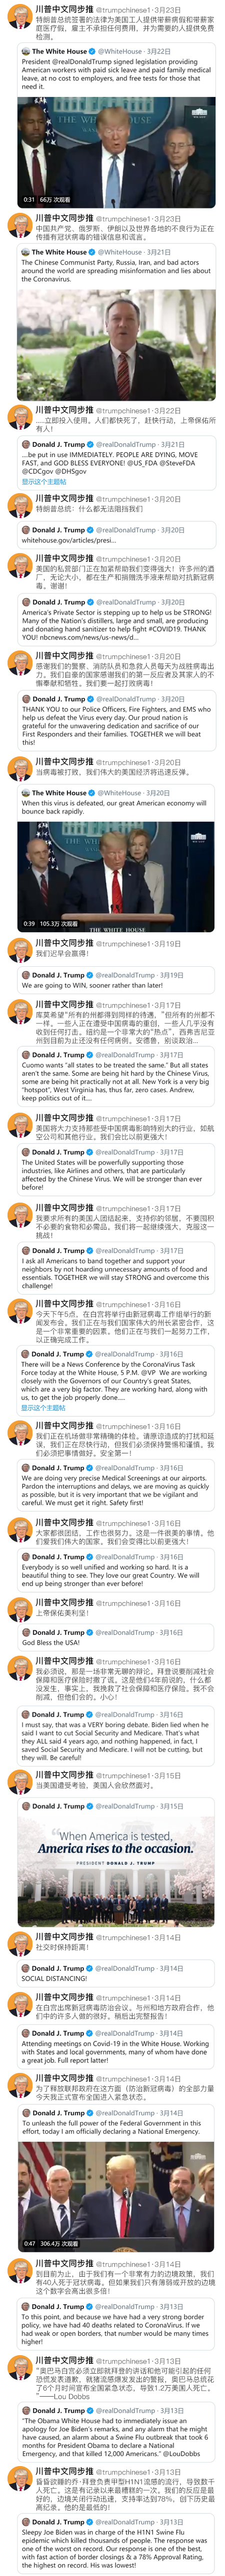 川普中文同步推 @trumpchinese1·3月23日
特朗普总统签署的法律为美国工人提供带薪病假和带薪家
庭医疗假，雇主不承担任何费用，并为需要的人提供免费
检测。
The White House @WhiteHouse · 3月22日
President @realDonaldTrump signed legislation providing
American workers with paid sick leave and paid family medical
leave, at no cost to employers, and free tests for those that
need it.
0:31 66万 次观看
川普中文同步推 @trumpchinese1·3月23日
中国共产党、俄罗斯、伊朗以及世界各地的不良行为正在
传播有冠状病毒的错误信息和谎言。
The White House @WhiteHouse · 3月21日
The Chinese Communist Party, Russia, Iran, and bad actors
around the world are spreading misinformation and lies about
the Coronavirus.
川普中文同步推 @trumpchinese1·3月22日
……立即投入使用。人们都快死了，赶快行动，上帝保佑所
有人！
Donald J. Trump @realDonaldTrump · 3月21日
....be put in use IMMEDIATELY. PEOPLE ARE DYING, MOVE
FAST, and GOD BLESS EVERYONE! @US_FDA @SteveFDA
@CDCgov @DHSgov
显示这个主题帖
川普中文同步推 @trumpchinese1·3月20日
特朗普总统：什么都无法阻挡我们
Donald J. Trump @realDonaldTrump · 3月20日
whitehouse.gov/articles/presi...
川普中文同步推 @trumpchinese1·3月20日
美国的私营部门正在加紧帮助我们变得强大！许多州的酒
厂，无论大小，都在生产和捐赠洗手液来帮助对抗新冠病
毒。谢谢！
Donald J. Trump @realDonaldTrump · 3月20日
America's Private Sector is stepping up to help us be STRONG!
Many of the Nation's distillers, large and small, are producing
and donating hand sanitizer to help fight #COVID19. THANK
YOU! nbcnews.com/news/us-news/d...
川普中文同步推 @trumpchinese1·3月20日
感谢我们的警察、消防队员和急救人员每天为战胜病毒出
力。我们自豪的国家感谢我们的第一反应者及其家人的不
懈奉献和牺牲。我们要一起打败病毒！
Donald J. Trump @realDonaldTrump · 3月20日
THANK YOU to our Police Officers, Fire Fighters, and EMS who
help us defeat the Virus every day. Our proud nation is
grateful for the unwavering dedication and sacrifice of our
First Responders and their families. TOGETHER we will beat
this!
川普中文同步推 @trumpchinese1·3月20日
当病毒被打败，我们伟大的美国经济将迅速反弹。
The White House @WhiteHouse · 3月20日
When this virus is defeated, our great American economy will
bounce back rapidly.
0:39 105.3万 次观看
川普中文同步推 @trumpchinese1·3月19日
我们迟早会赢得！
Donald J. Trump @realDonaldTrump · 3月19日
We are going to WIN, sooner rather than later!
川普中文同步推 @trumpchinese1·3月17日
库莫希望“所有的州都得到同样的待遇，”但所有的州都不
一样。一些人正在遭受中国病毒的重创，一些人几乎没有
收到任何打击。纽约是一个非常大的“热点”，西弗吉尼亚
州到目前为止还没有任何病例。安德鲁，别谈政治...
Donald J. Trump @realDonaldTrump · 3月17日
Cuomo wants “all states to be treated the same.” But all states
aren't the same. Some are being hit hard by the Chinese Virus,
some are being hit practically not at all. New York is a very big
“hotspot”, West Virginia has, thus far, zero cases. Andrew,
keep politics out of it....
川普中文同步推 @trumpchinese1·3月17日
美国将大力支持那些受中国病毒影响特别大的行业，如航
空公司和其他行业。我们会比以前更强大！
Donald J. Trump @realDonaldTrump · 3月17日
The United States will be powerfully supporting those
industries, like Airlines and others, that are particularly
affected by the Chinese Virus. We will be stronger than ever
before!
川普中文同步推 @trumpchinese1·3月17日
我要求所有的美国人团结起来，支持你的邻居，不要囤积
不必要的食物和必需品。我们将一起继续强大，克服这一
挑战！
Donald J. Trump @realDonaldTrump · 3月17日
I ask all Americans to band together and support your
neighbors by not hoarding unnecessary amounts of food and
essentials. TOGETHER we will stay STRONG and overcome this
challenge!
川普中文同步推 @trumpchinese1·3月16日
今天下午5点，在白宫将举行由新冠病毒工作组举行的新
闻发布会。我们正在与我们国家伟大的州长紧密合作，这
是一个非常重要的因素。他们正在与我们一起努力工作，
以正确完成工作。
Donald J. Trump @realDonaldTrump · 3月16日
There will be a News Conference by the CoronaVirus Task
Force today at the White House, 5 P.M. @VP We are working
closely with the Governors of our Country's great States,
which are a very big factor. They are working hard, along with
us, to get the job properly done....
显示这个主题帖
川普中文同步推 @trumpchinese1·3月16日
我们正在机场做非常精确的体检。请原谅造成的打扰和延
误，我们正在尽快行动，但我们必须保持警惕和谨慎。我
们必须把事情做好。安全第一！
Donald J. Trump @realDonaldTrump · 3月16日
We are doing very precise Medical Screenings at our airports.
Pardon the interruptions and delays, we are moving as quickly
as possible, but it is very important that we be vigilant and
careful. We must get it right. Safety first!
川普中文同步推 @trumpchinese1·3月16日
大家都很团结，工作也很努力。这是一件很美的事情。他
们爱我们伟大的国家。我们会变得比以前更强大！
Donald J. Trump @realDonaldTrump · 3月16日
Everybody is so well unified and working so hard. It is a
beautiful thing to see. They love our great Country. We will
end up being stronger than ever before!
川普中文同步推 @trumpchinese1·3月16日
上帝保佑美利坚！
Donald J. Trump @realDonaldTrump · 3月16日
God Bless the USA!
川普中文同步推 @trumpchinese1·3月16日
我必须说，那是一场非常无聊的辩论。拜登说要削减社会
保障和医疗保险时撒了谎。这是他们4年前说的，什么都
没发生，事实上，我挽救了社会保障和医疗保险。我不会
削减，但他们会的。小心！
Donald J. Trump @realDonaldTrump · 3月16日
I must say, that was a VERY boring debate. Biden lied when he
said I want to cut Social Security and Medicare. That's what
they ALL said 4 years ago, and nothing happened, in fact, I
saved Social Security and Medicare. I will not be cutting, but
they will. Be careful!
川普中文同步推 @trumpchinese1·3月15日
当美国遭受考验，美国人会欣然面对。
Donald J. Trump @realDonaldTrump · 3月15日
“When America is tested,
America rises to the occasion.”
PRESIDENT DONALD J. TRUMP
川普中文同步推 @trumpchinese1·3月14日
社交时保持距离！
Donald J. Trump @realDonaldTrump · 3月14日
SOCIAL DISTANCING!
川普中文同步推 @trumpchinese1·3月14日
在白宫出席新冠病毒防治会议。与州和地方政府合作，他
们中的许多人做的很好。稍后出完整报告！
Donald J. Trump @realDonaldTrump · 3月14日
Attending meetings on Covid-19 in the White House. Working
with States and local governments, many of whom have done
a great job. Full report latter!
川普中文同步推 @trumpchinese1·3月14日
为了释放联邦政府在这方面（防治新冠病毒）的全部力量
今天我正式宣布全国进入紧急状态。
Donald J. Trump @realDonaldTrump · 3月14日
To unleash the full power of the Federal Government in this
effort, today I am officially declaring a National Emergency.
0:47 306.4万 次观看
川普中文同步推 @trumpchinese1·3月14日
到目前为止，由于我们有一个非常有力的边境政策，我们
有40人死于冠状病毒。但如果我们只有薄弱或开放的边境
这个数字会高出很多倍！
Donald J. Trump @realDonaldTrump · 3月13日
To this point, and because we have had a very strong border
policy, we have had 40 deaths related to CoronaVirus. If we
had weak or open borders, that number would be many times
higher!
川普中文同步推 @trumpchinese1·3月13日
“奥巴马白宫必须立即就拜登的讲话和他可能引起的任何
恐慌发表道歉，就猪流感爆发发出的警报，奥巴马总统花
了6个月时间宣布全国紧急状态，导致1.2万美国人死亡。
”——Lou Dobbs
Donald J. Trump @realDonaldTrump · 3月13日
“The Obama White House had to immediately issue an
apology for Joe Biden's remarks, and any alarm that he might
have caused, an alarm about a Swine Flu outbreak that took 6
months for President Obama to declare a National
Emergency, and that killed 12,000 Americans.” @LouDobbs
川普中文同步推 @trumpchinese1·3月13日
昏昏欲睡的乔·拜登负责甲型H1N1流感的流行，导致数千
人死亡。这是有记录以来最糟糕的一次。我们的反应是最
好的，边境关闭行动迅速，支持率达到78%，创下历史最
高纪录。他的是最低的！
Donald J. Trump @realDonaldTrump · 3月13日
Sleepy Joe Biden was in charge of the H1N1 Swine Flu
epidemic which killed thousands of people. The response was
one of the worst on record. Our response is one of the best,
with fast action of border closings & a 78% Approval Rating,
the highest on record. His was lowest!